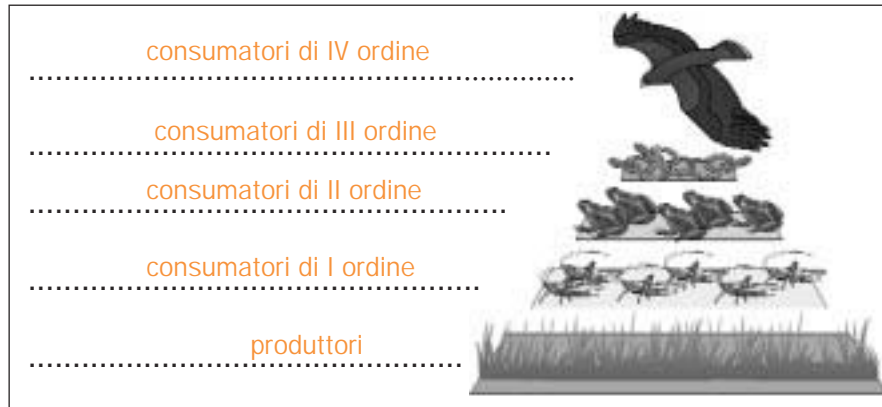 consumatori di IV ordine
consumatori di III ordine
consumatori di II ordine
consumatori di I ordine
produttori